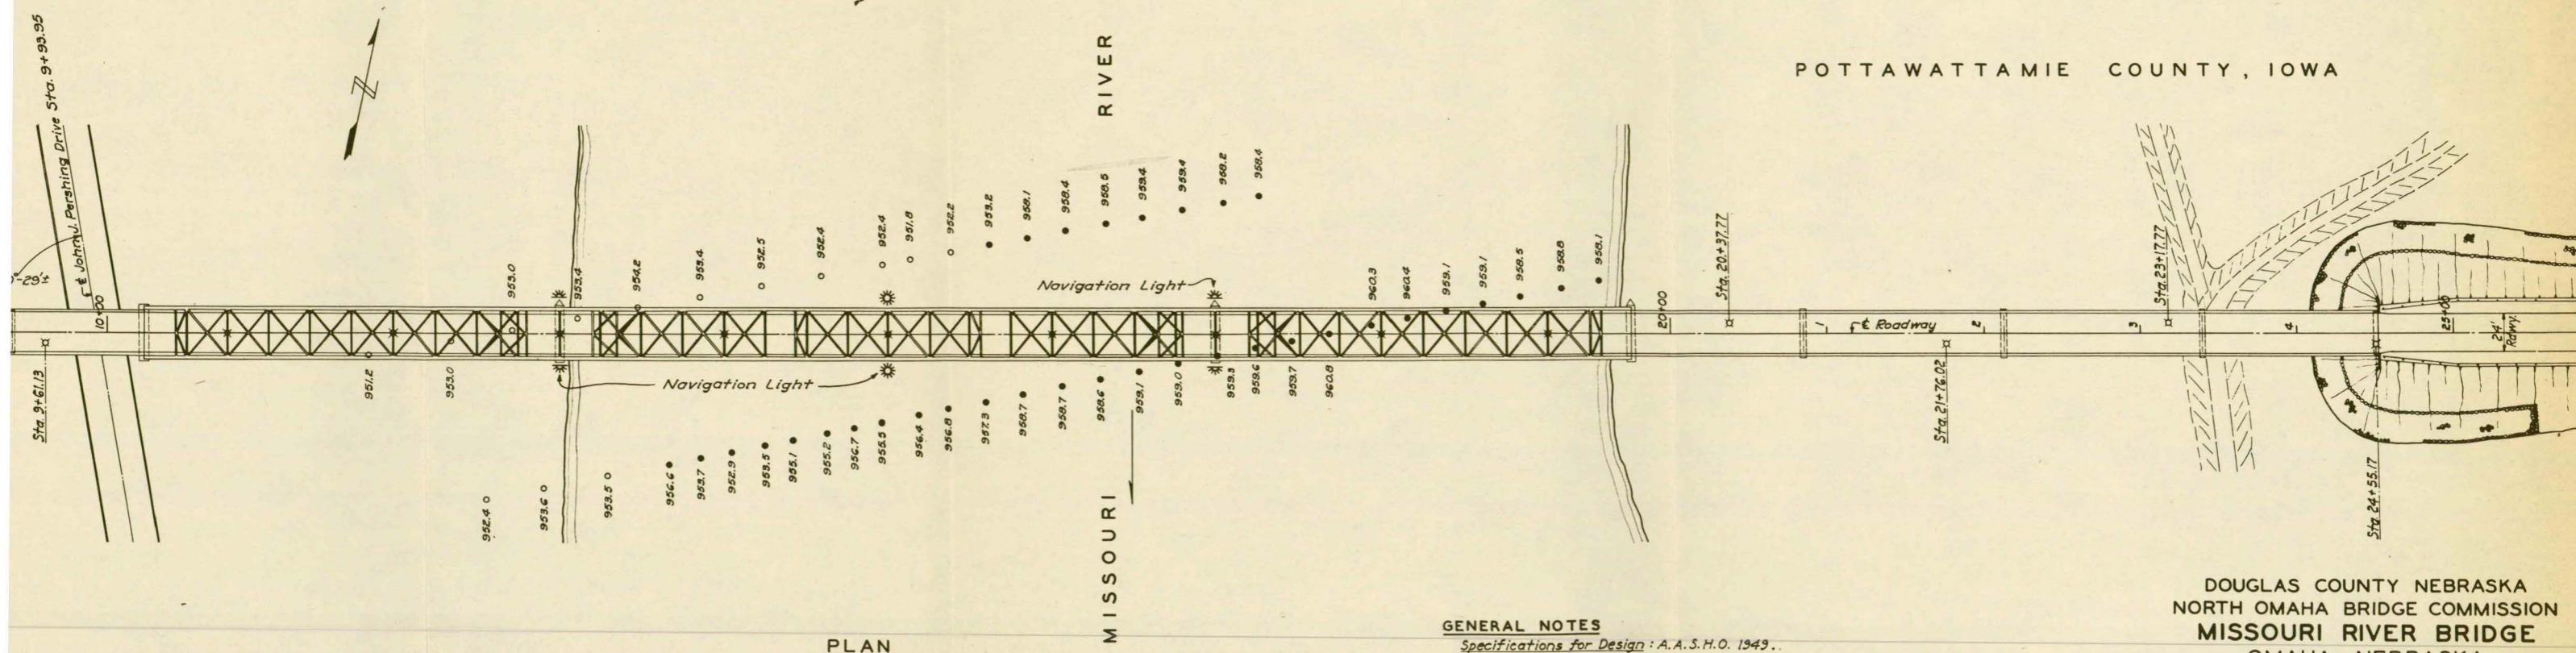 ℄ John J. Pershing Drive Sta. 9+93.95
-29'±
10+00
Sta. 9+61.13
N
MISSOURI RIVER
POTTAWATTAMIE COUNTY, IOWA
953.0
953.4
954.2
953.4
952.5
952.4
952.4
951.8
952.2
953.2
958.1
958.4
958.5
959.4
959.4
958.2
958.4
Navigation Light
960.3
960.4
959.1
959.1
958.5
958.8
958.1
951.2
953.0
Navigation Light
952.4
953.6
953.5
956.6
953.7
952.9
953.5
955.1
955.2
956.7
955.5
956.4
956.8
957.3
958.7
958.7
958.6
959.1
959.0
959.6
959.7
960.8
20+00
Sta. 20+37.77
1
℄ Roadway
2
3
4
Sta. 21+76.02
Sta. 23+17.77
25+00
24'
Rdwy.
Sta 24+55.17
PLAN
GENERAL NOTES
Specifications for Design : A.A.S.H.O. 1949.
DOUGLAS COUNTY NEBRASKA
NORTH OMAHA BRIDGE COMMISSION
MISSOURI RIVER BRIDGE
OMAHA, NEBRASKA